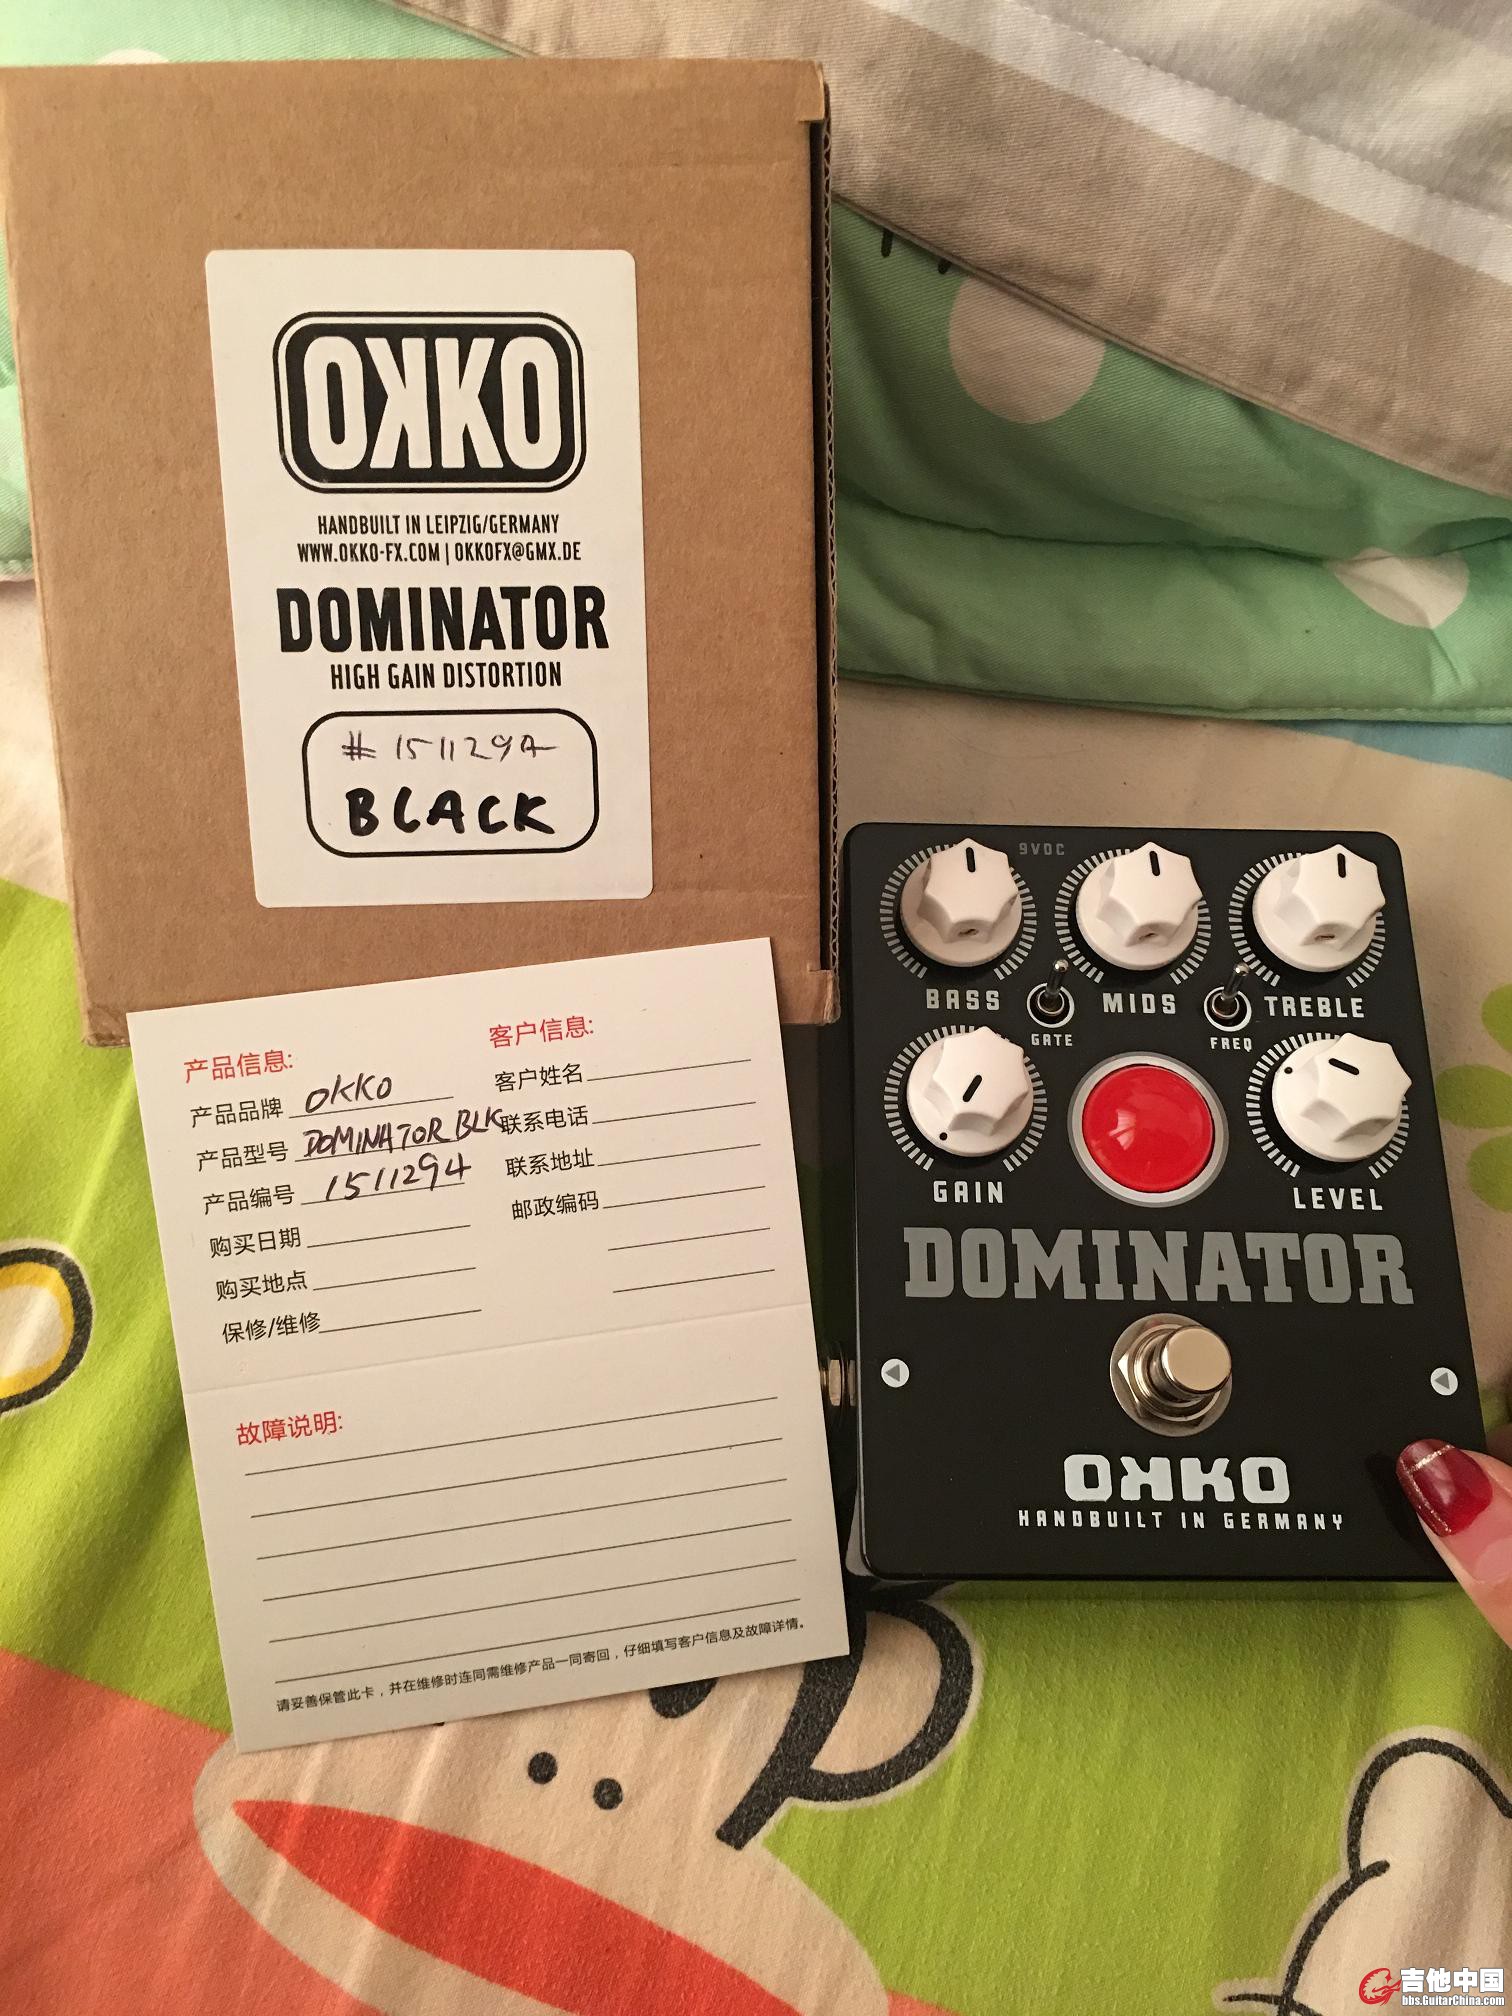 OKKO
HANDBUILT IN LEIPZIG/GERMANY
WWW.OKKO-FX.COM | OKKOFX@GMX.DE
DOMINATOR
HIGH GAIN DISTORTION
# 1511294
BLACK
产品信息:
产品品牌 OKKO
产品型号 DOMINATOR BLK
产品编号 1511294
购买日期
购买地点
保修/维修
客户信息:
客户姓名
联系电话
联系地址
邮政编码
故障说明:
请妥善保管此卡，并在维修时连同需维修产品一同寄回，仔细填写客户信息及故障详情。
9VDC
BASS
MIDS
TREBLE
GATE
FREQ
GAIN
LEVEL
DOMINATOR
OKKO
HANDBUILT IN GERMANY
吉他中国
bbs.GuitarChina.com